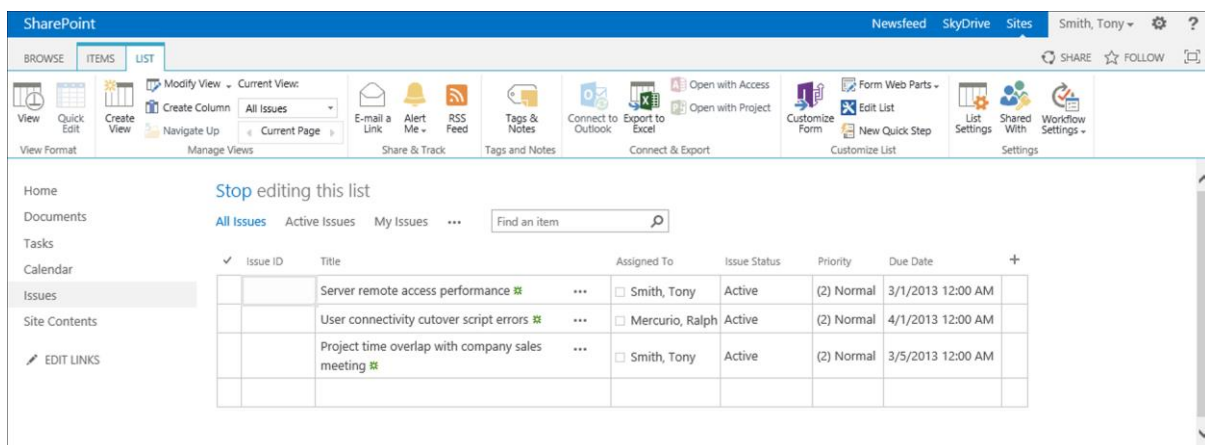 SharePoint
Newsfeed SkyDrive Sites Smith, Tony ?
BROWSE ITEMS LIST SHARE FOLLOW
View
Quick Edit
View Format
Create View
Modify View
Create Column
Navigate Up
Current View:
All Issues
Current Page
Manage Views
E-mail a Link
Alert Me
RSS Feed
Share & Track
Tags & Notes
Tags and Notes
Connect to Outlook
Export to Excel
Open with Access
Open with Project
Connect & Export
Customize Form
Form Web Parts
Edit List
New Quick Step
Customize List
List Settings
Shared With
Workflow Settings
Settings
Home
Documents
Tasks
Calendar
Issues
Site Contents
EDIT LINKS
Stop editing this list
All Issues Active Issues My Issues ••• Find an item
Issue ID Title Assigned To Issue Status Priority Due Date +
Server remote access performance ••• Smith, Tony Active (2) Normal 3/1/2013 12:00 AM
User connectivity cutover script errors ••• Mercurio, Ralph Active (2) Normal 4/1/2013 12:00 AM
Project time overlap with company sales
meeting ••• Smith, Tony Active (2) Normal 3/5/2013 12:00 AM